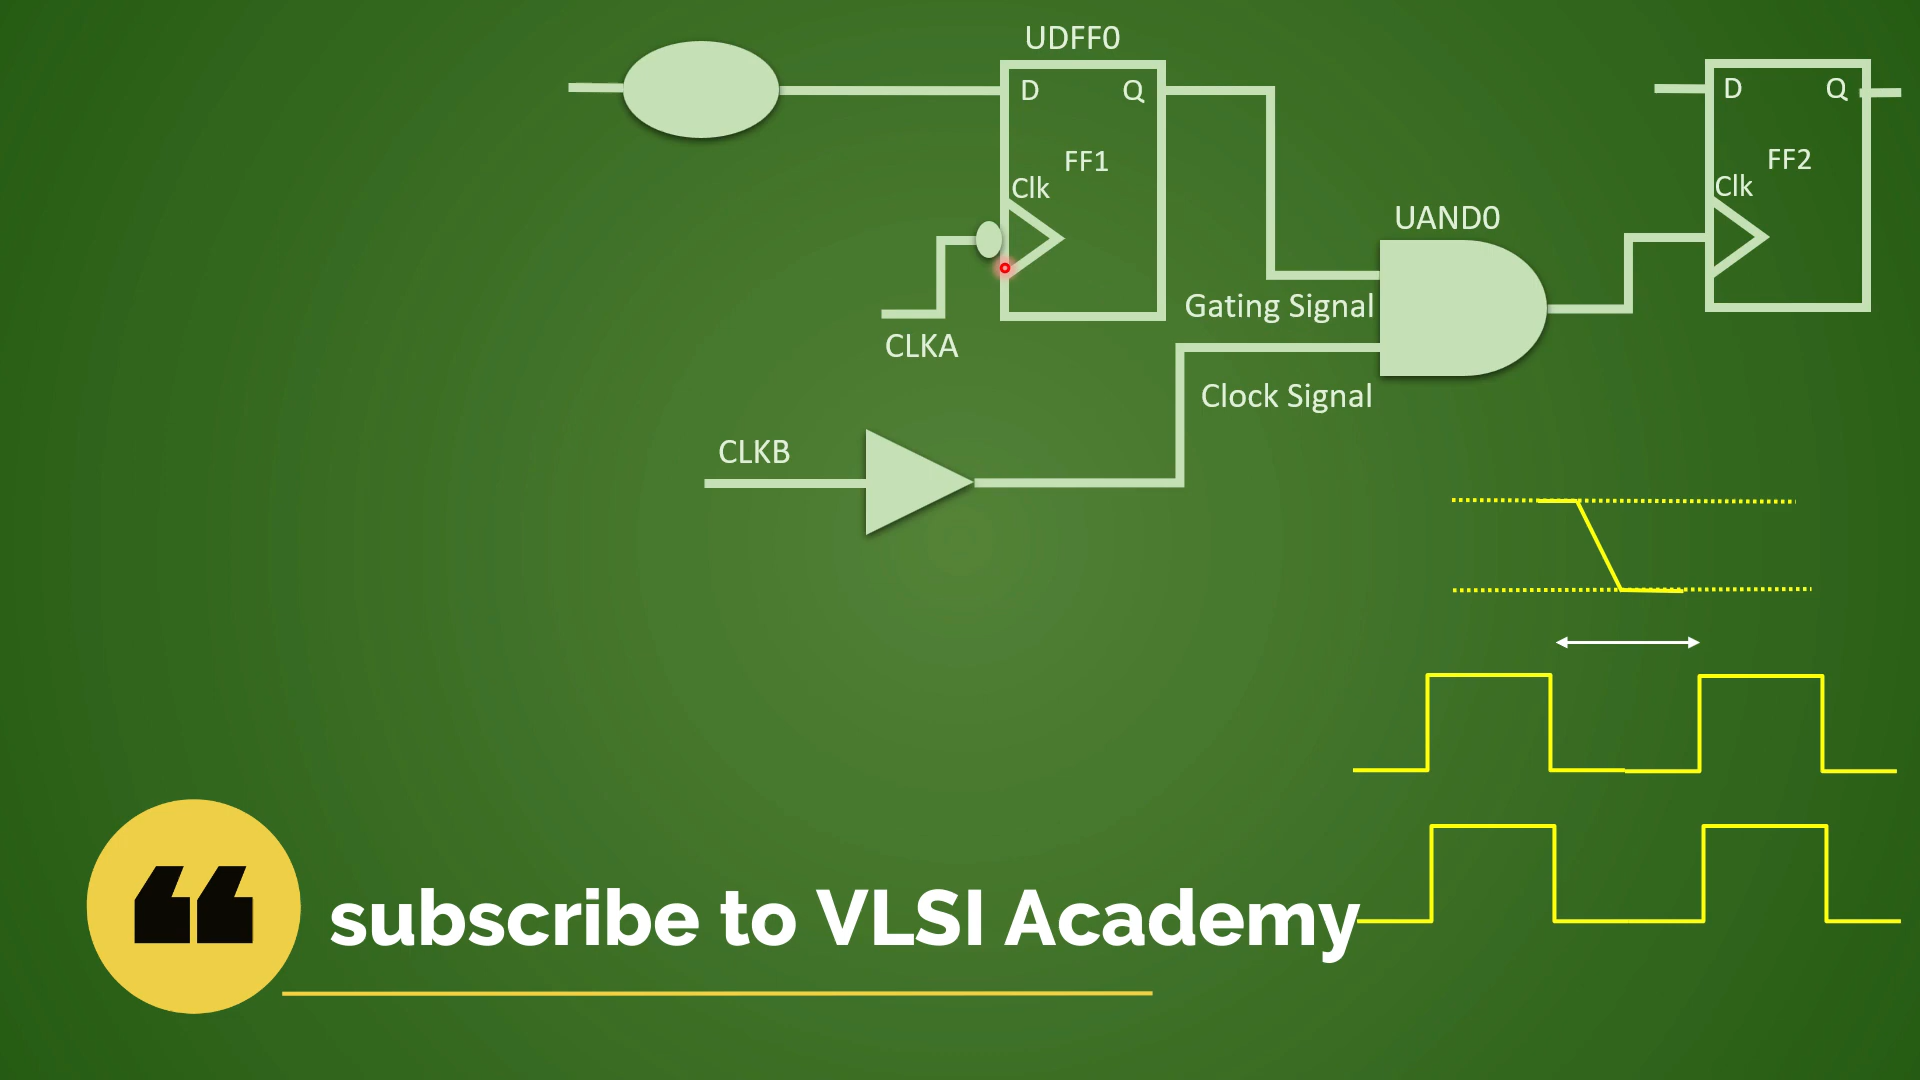 UDFF0
D Q
FF1
Clk
CLKA
UAND0
Gating Signal
Clock Signal
D Q
FF2
Clk
CLKB
❝ subscribe to VLSI Academy